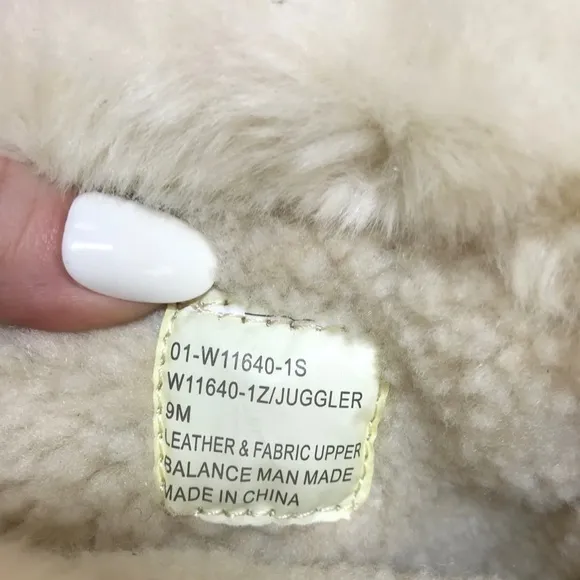 01-W11640-1S
W11640-1Z/JUGGLER
9M
LEATHER & FABRIC UPPER
BALANCE MAN MADE
MADE IN CHINA